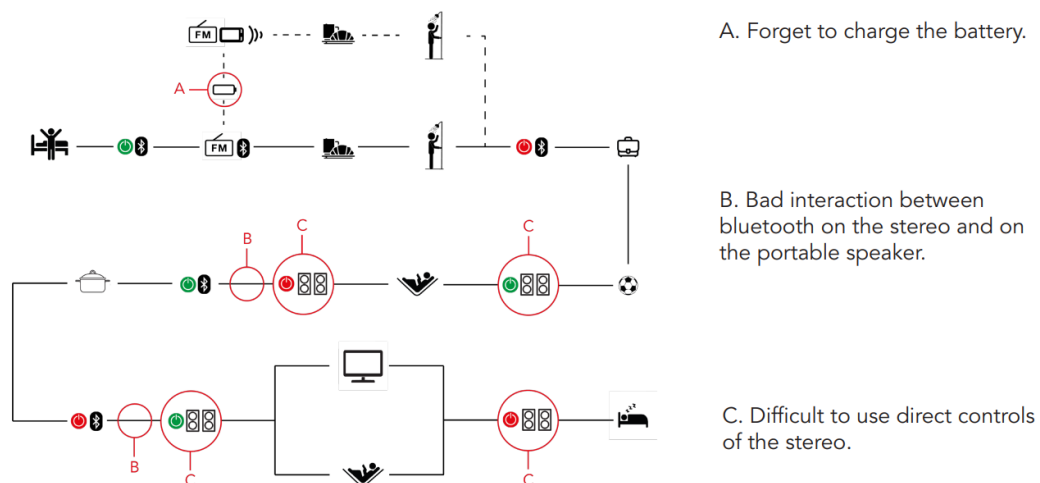 FM
A. Forget to charge the battery.
A
FM
B. Bad interaction between
bluetooth on the stereo and on
the portable speaker.
B
C
C
B
C
C
C. Difficult to use direct controls
of the stereo.